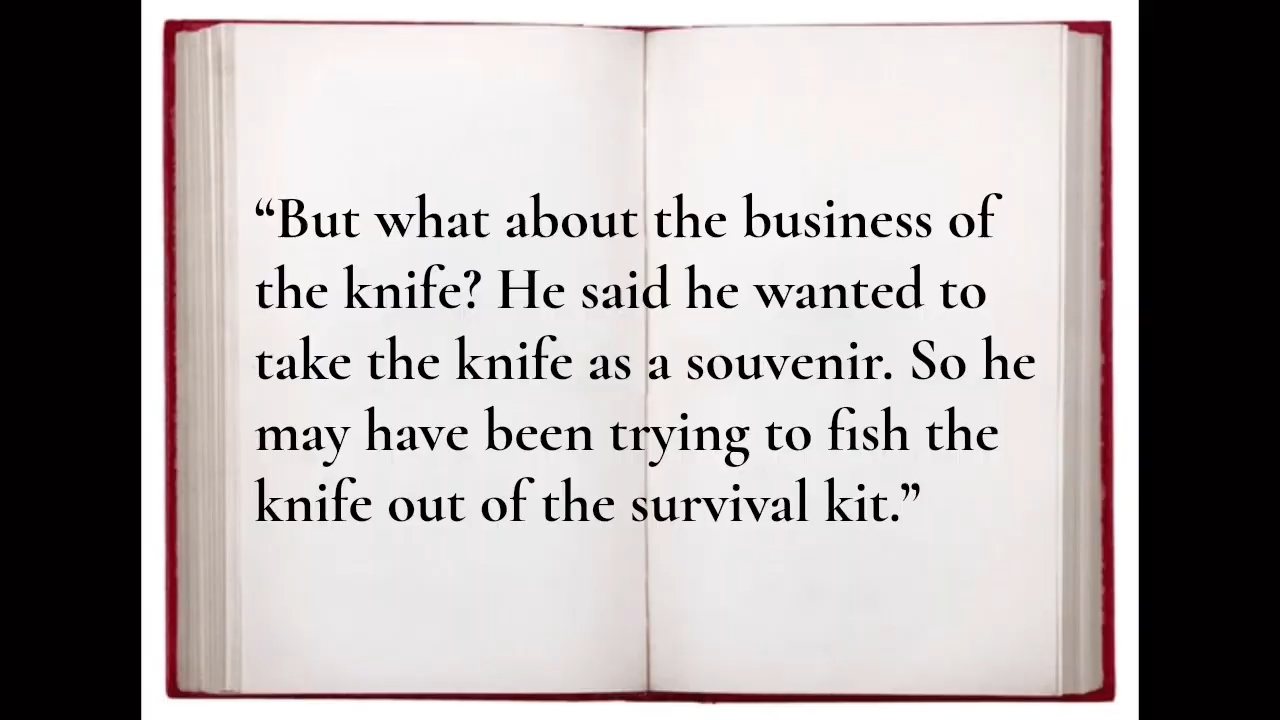 “But what about the business of
the knife? He said he wanted to
take the knife as a souvenir. So he
may have been trying to fish the
knife out of the survival kit.”